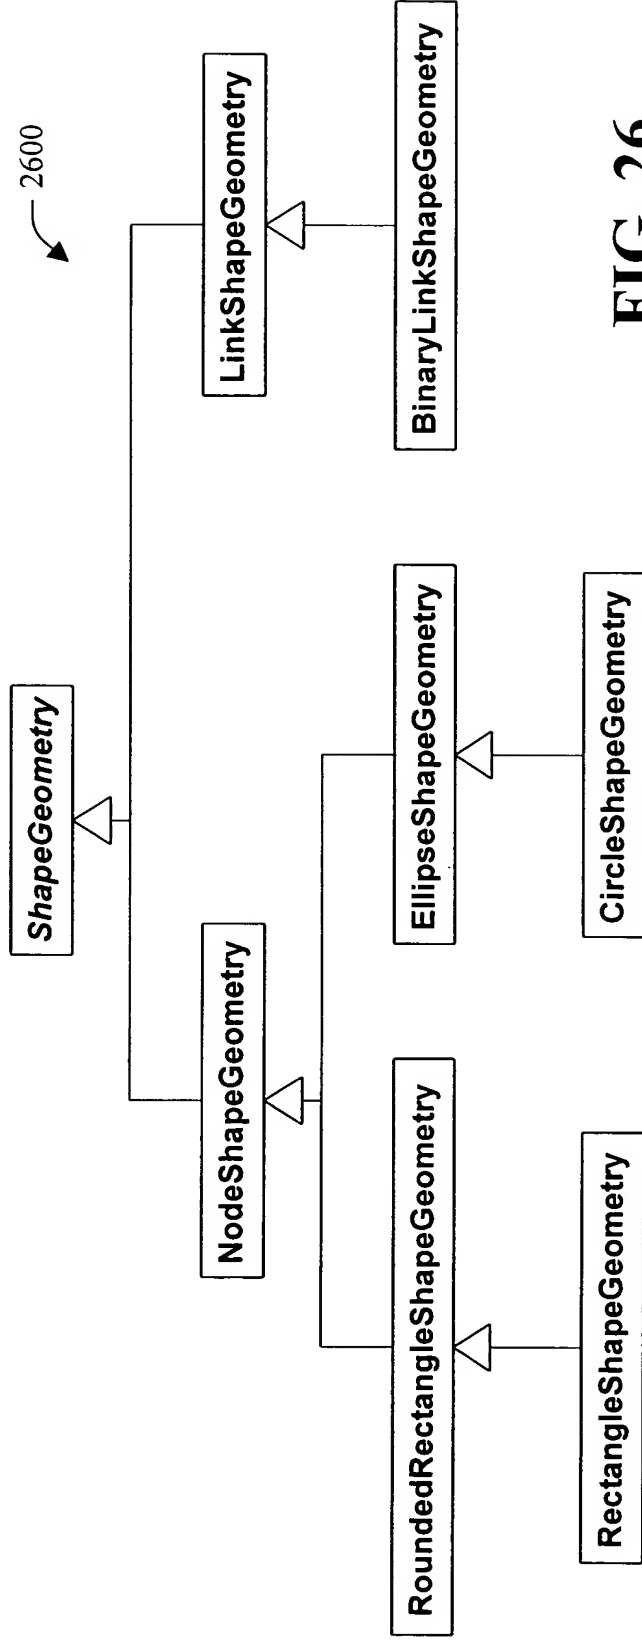 2600
ShapeGeometry
NodeShapeGeometry
LinkShapeGeometry
RoundedRectangleShapeGeometry
EllipseShapeGeometry
BinaryLinkShapeGeometry
RectangleShapeGeometry
CircleShapeGeometry
FIG. 26